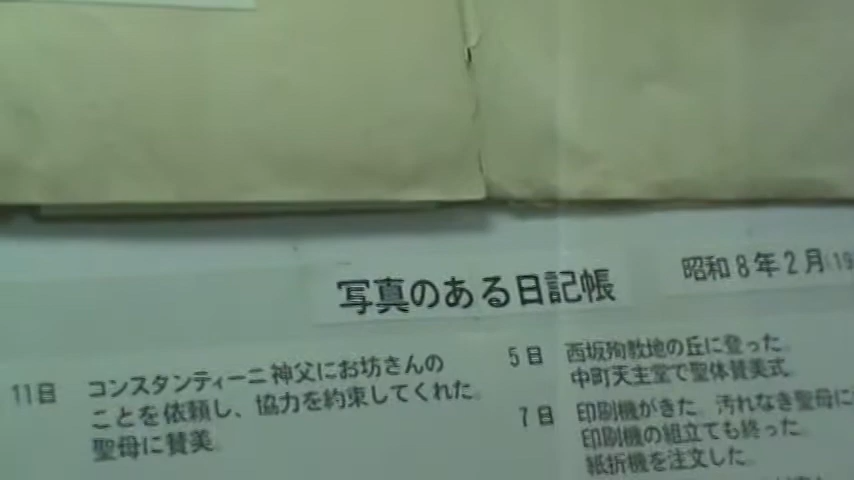 写真のある日記帳
昭和8年2月(19
11日 コンスタンティーニ神父にお坊さんの
ことを依頼し、協力を約束してくれた。
聖母に賛美。
5日 西坂殉教地の丘に登った。
中町天主堂で聖体賛美式
7日 印刷機がきた。汚れなき聖母に
印刷機の組立ても終った。
紙折機を注文した。